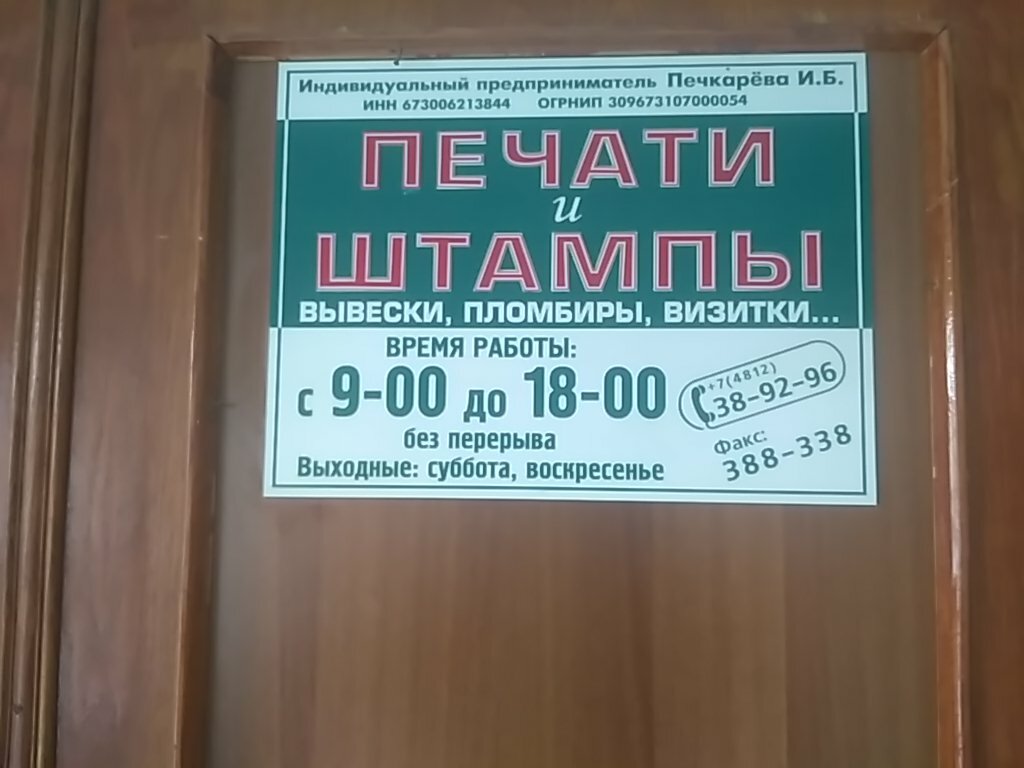 Индивидуальный предприниматель Печкарёва И.Б.
ИНН 673006213844 ОГРНИП 309673107000054
ПЕЧАТИ
и
ШТАМПЫ
ВЫВЕСКИ, ПЛОМБИРЫ, ВИЗИТКИ...
ВРЕМЯ РАБОТЫ:
с 9-00 до 18-00
без перерыва
Выходные: суббота, воскресенье
+7(4812)
38-92-96
Факс:
388-338